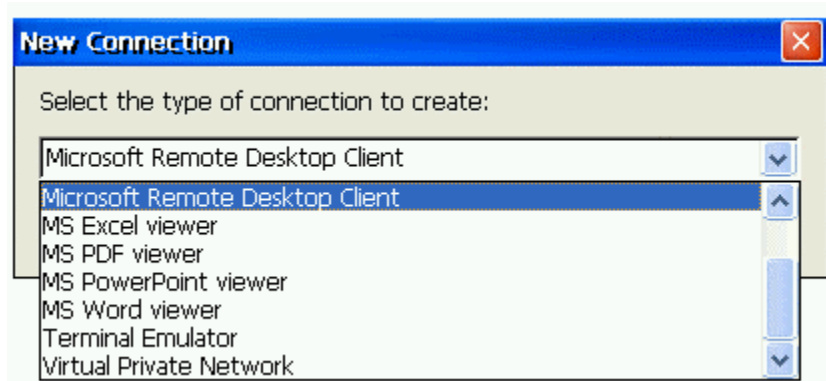 New Connection
Select the type of connection to create:
Microsoft Remote Desktop Client
Microsoft Remote Desktop Client
MS Excel viewer
MS PDF viewer
MS PowerPoint viewer
MS Word viewer
Terminal Emulator
Virtual Private Network